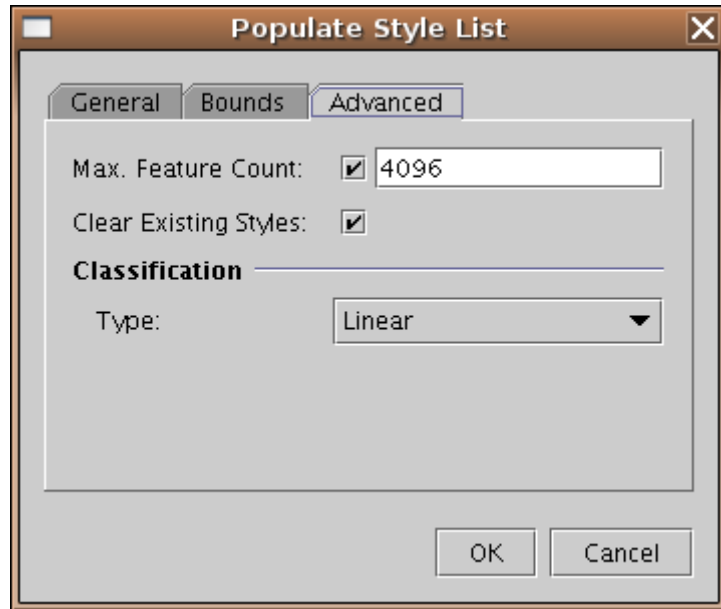 Populate Style List
General Bounds Advanced
Max. Feature Count: 4096
Clear Existing Styles:
Classification
Type: Linear
OK Cancel